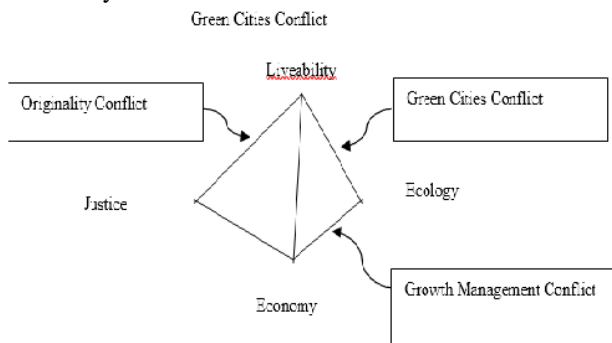 Green Cities Conflict
Liveability
Originality Conflict
Green Cities Conflict
Justice
Ecology
Growth Management Conflict
Economy